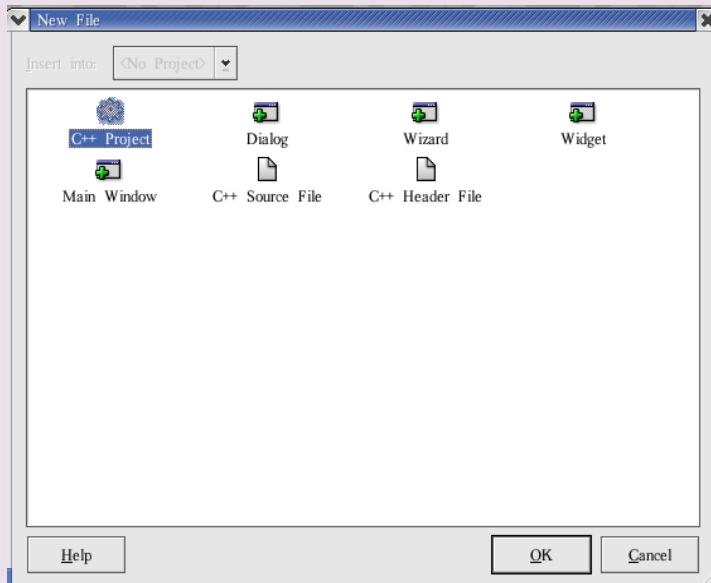 New File
Insert into: <No Project>
C++ Project Dialog Wizard Widget
Main Window C++ Source File C++ Header File
Help OK Cancel